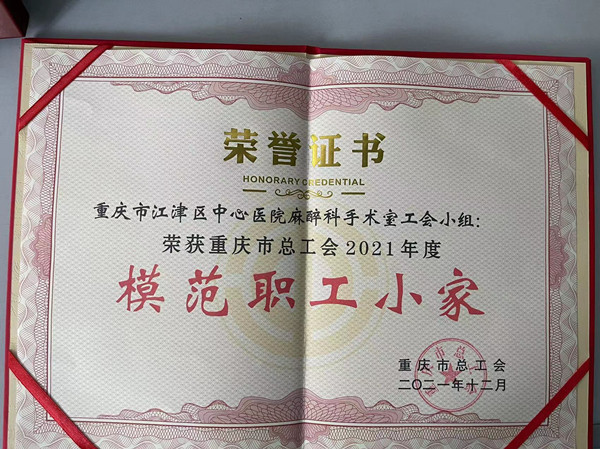 荣誉证书
HONORARY CREDENTIAL
重庆市江津区中心医院麻醉科手术室工会小组：
荣获重庆市总工会2021年度
模范职工小家
重庆市总工会
二〇二一年十二月